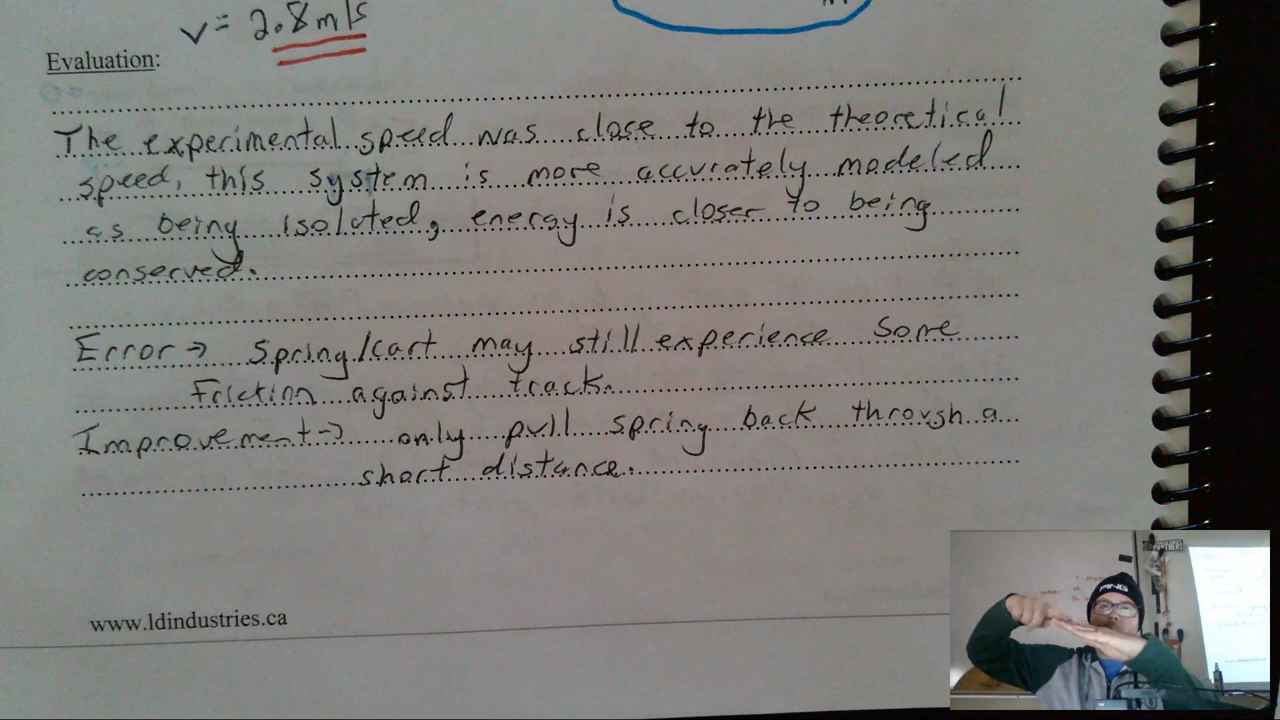 v= 2.8m/s
Evaluation:
The experimental speed was close to the theoretical
speed, this system is more accurately modeled
as being isolated, energy is closer to being
conserved.
Error→ Spring/cart may still experience some
friction against track.
Improvement→ only pull spring back through a
short distance.
www.ldindustries.ca
PING